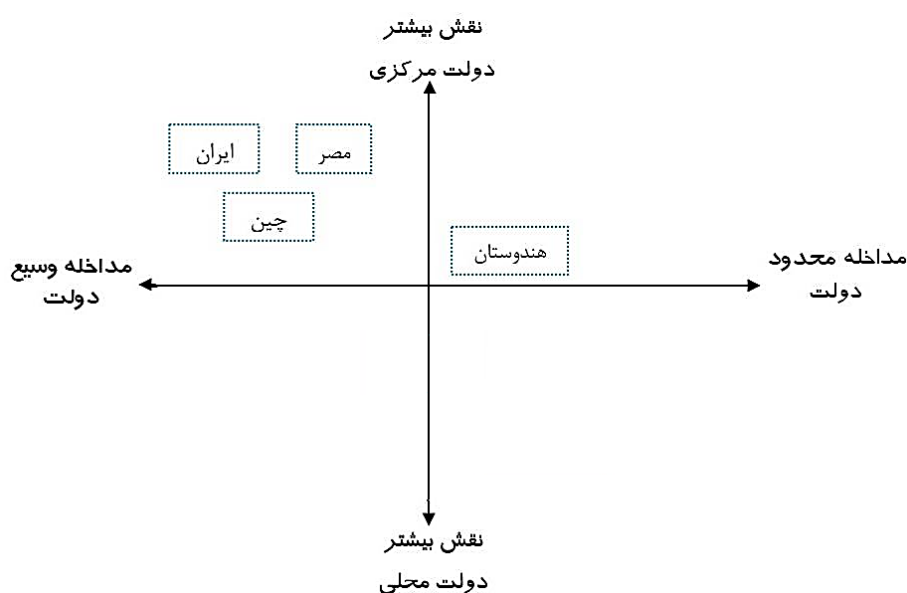 نقش بیشتر
دولت مرکزی
ایران
مصر
چین
هندوستان
مداخله محدود
دولت
مداخله وسیع
دولت
نقش بیشتر
دولت محلی